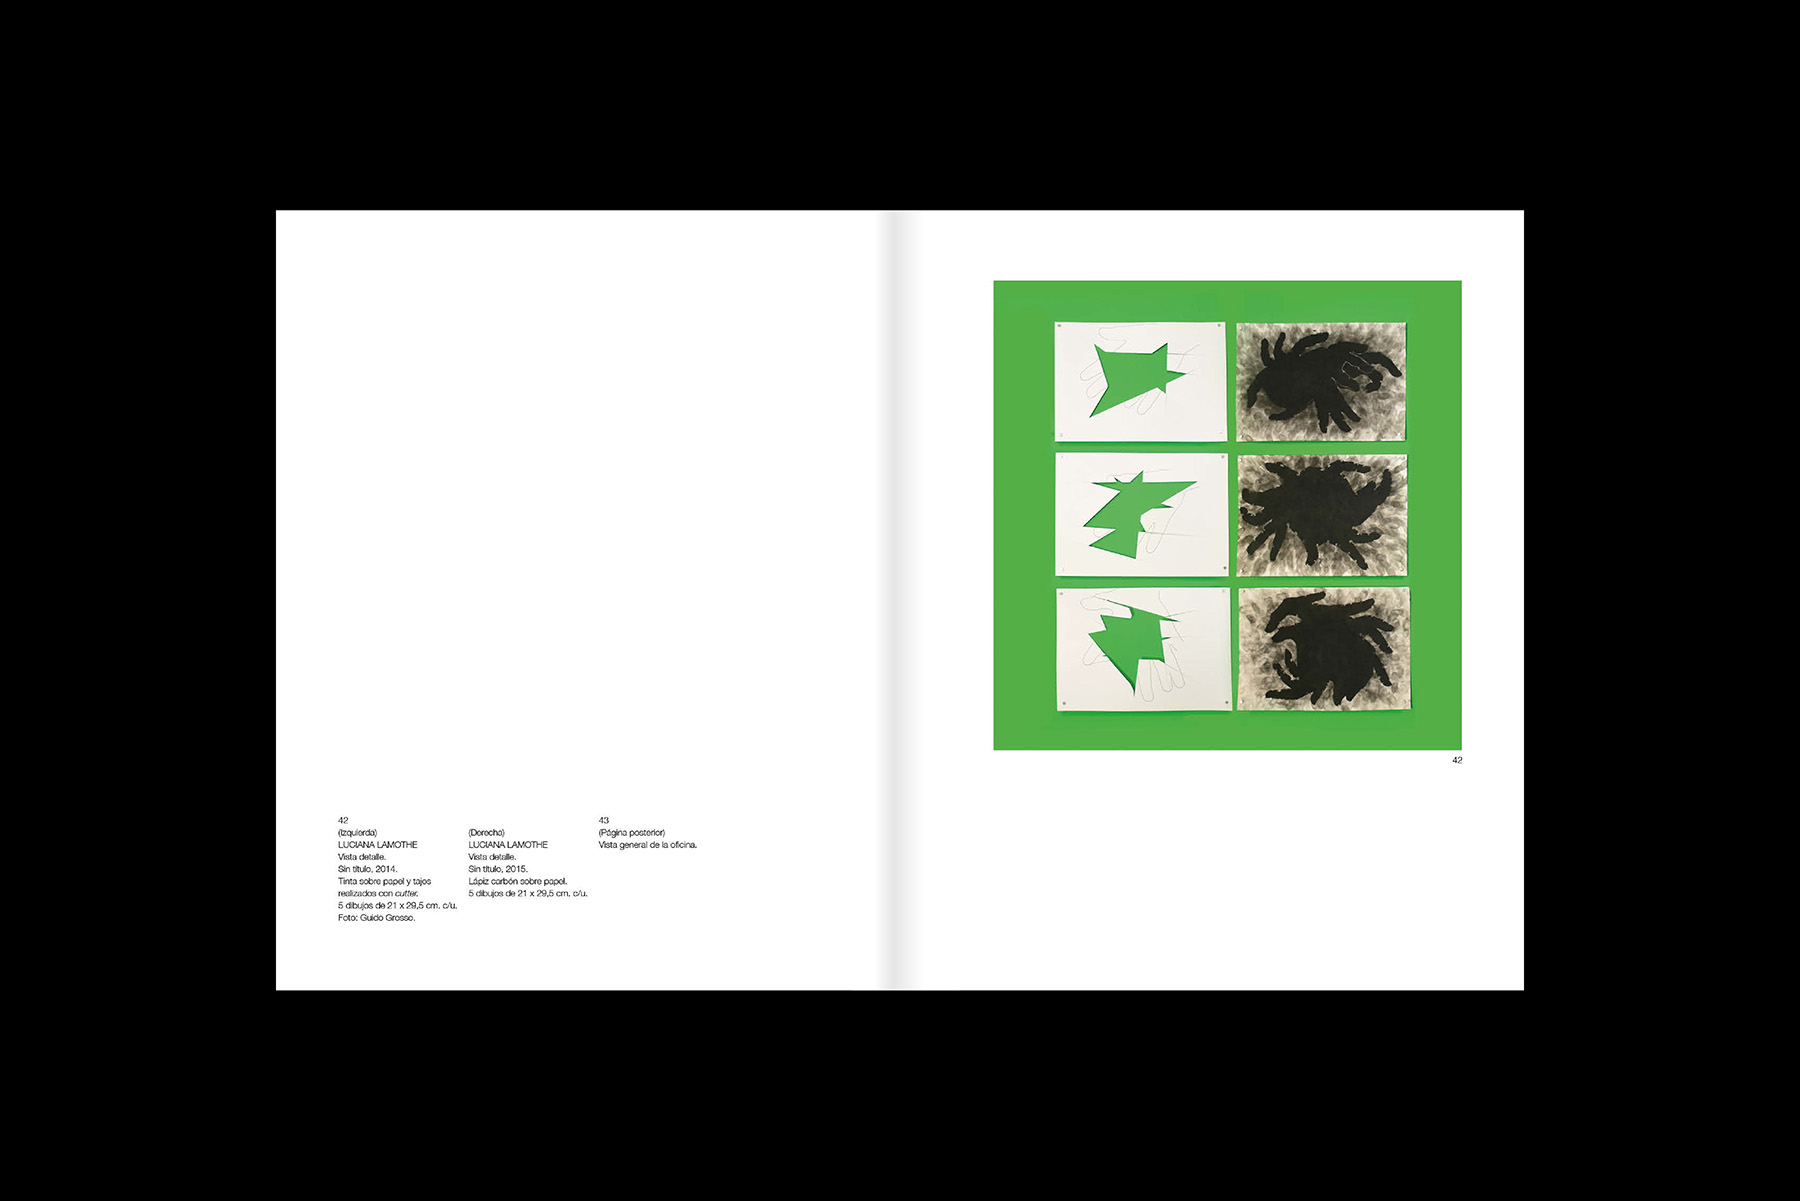 42
(Izquierda)
LUCIANA LAMOTHE
Vista detalle.
Sin título, 2014.
Tinta sobre papel y tajos
realizados con cutter.
5 dibujos de 21 x 29,5 cm. c/u.
Foto: Guido Grosso.
(Derecha)
LUCIANA LAMOTHE
Vista detalle.
Sin título, 2015.
Lápiz carbón sobre papel.
5 dibujos de 21 x 29,5 cm. c/u.
43
(Página posterior)
Vista general de la oficina.
42